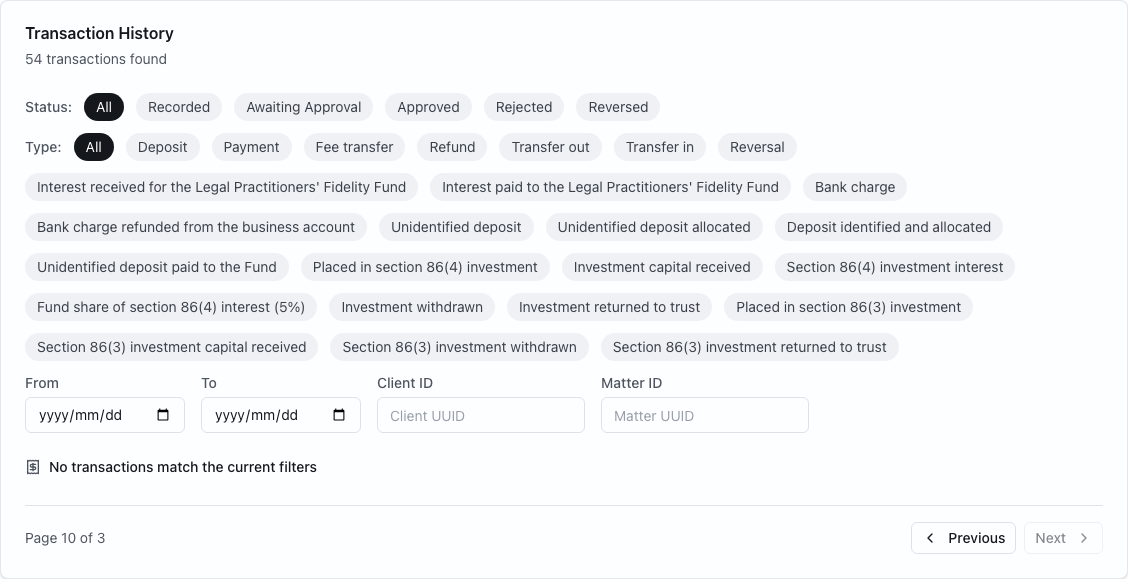 Transaction History
54 transactions found
Status: All Recorded Awaiting Approval Approved Rejected Reversed
Type: All Deposit Payment Fee transfer Refund Transfer out Transfer in Reversal
Interest received for the Legal Practitioners' Fidelity Fund Interest paid to the Legal Practitioners' Fidelity Fund Bank charge
Bank charge refunded from the business account Unidentified deposit Unidentified deposit allocated Deposit identified and allocated
Unidentified deposit paid to the Fund Placed in section 86(4) investment Investment capital received Section 86(4) investment interest
Fund share of section 86(4) interest (5%) Investment withdrawn Investment returned to trust Placed in section 86(3) investment
Section 86(3) investment capital received Section 86(3) investment withdrawn Section 86(3) investment returned to trust
From To Client ID Matter ID
yyyy/mm/dd yyyy/mm/dd Client UUID Matter UUID
No transactions match the current filters
Page 10 of 3 Previous Next